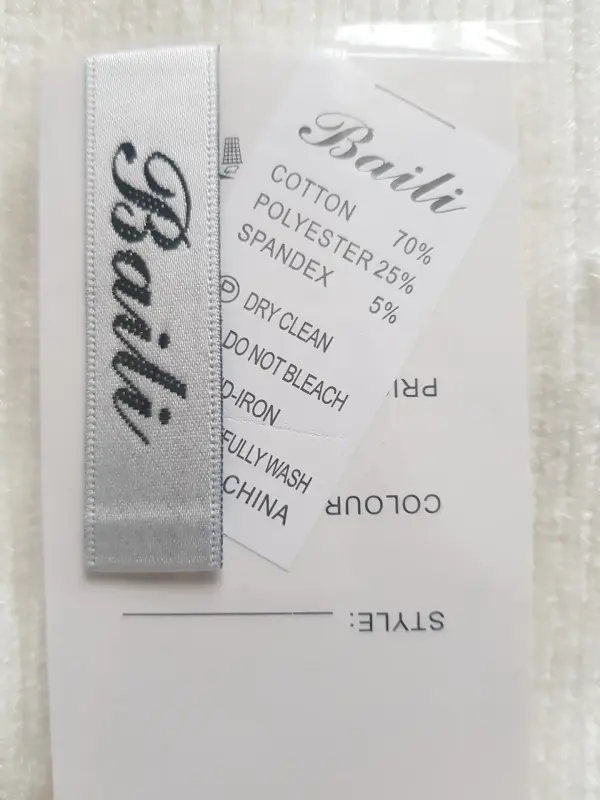 Baili
Baili
COTTON 70%
POLYESTER 25%
SPANDEX 5%
P DRY CLEAN
DO NOT BLEACH
D-IRON
FULLY WASH
CHINA
PRI
COLOUR
STYLE: